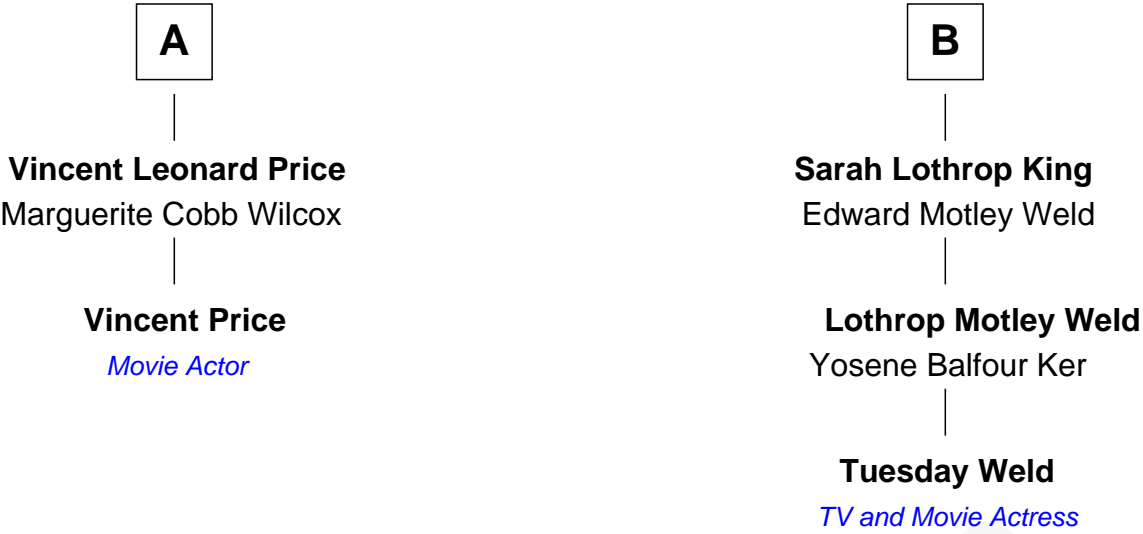 A
Vincent Leonard Price
Marguerite Cobb Wilcox
Vincent Price
Movie Actor
B
Sarah Lothrop King
Edward Motley Weld
Lothrop Motley Weld
Yosene Balfour Ker
Tuesday Weld
TV and Movie Actress